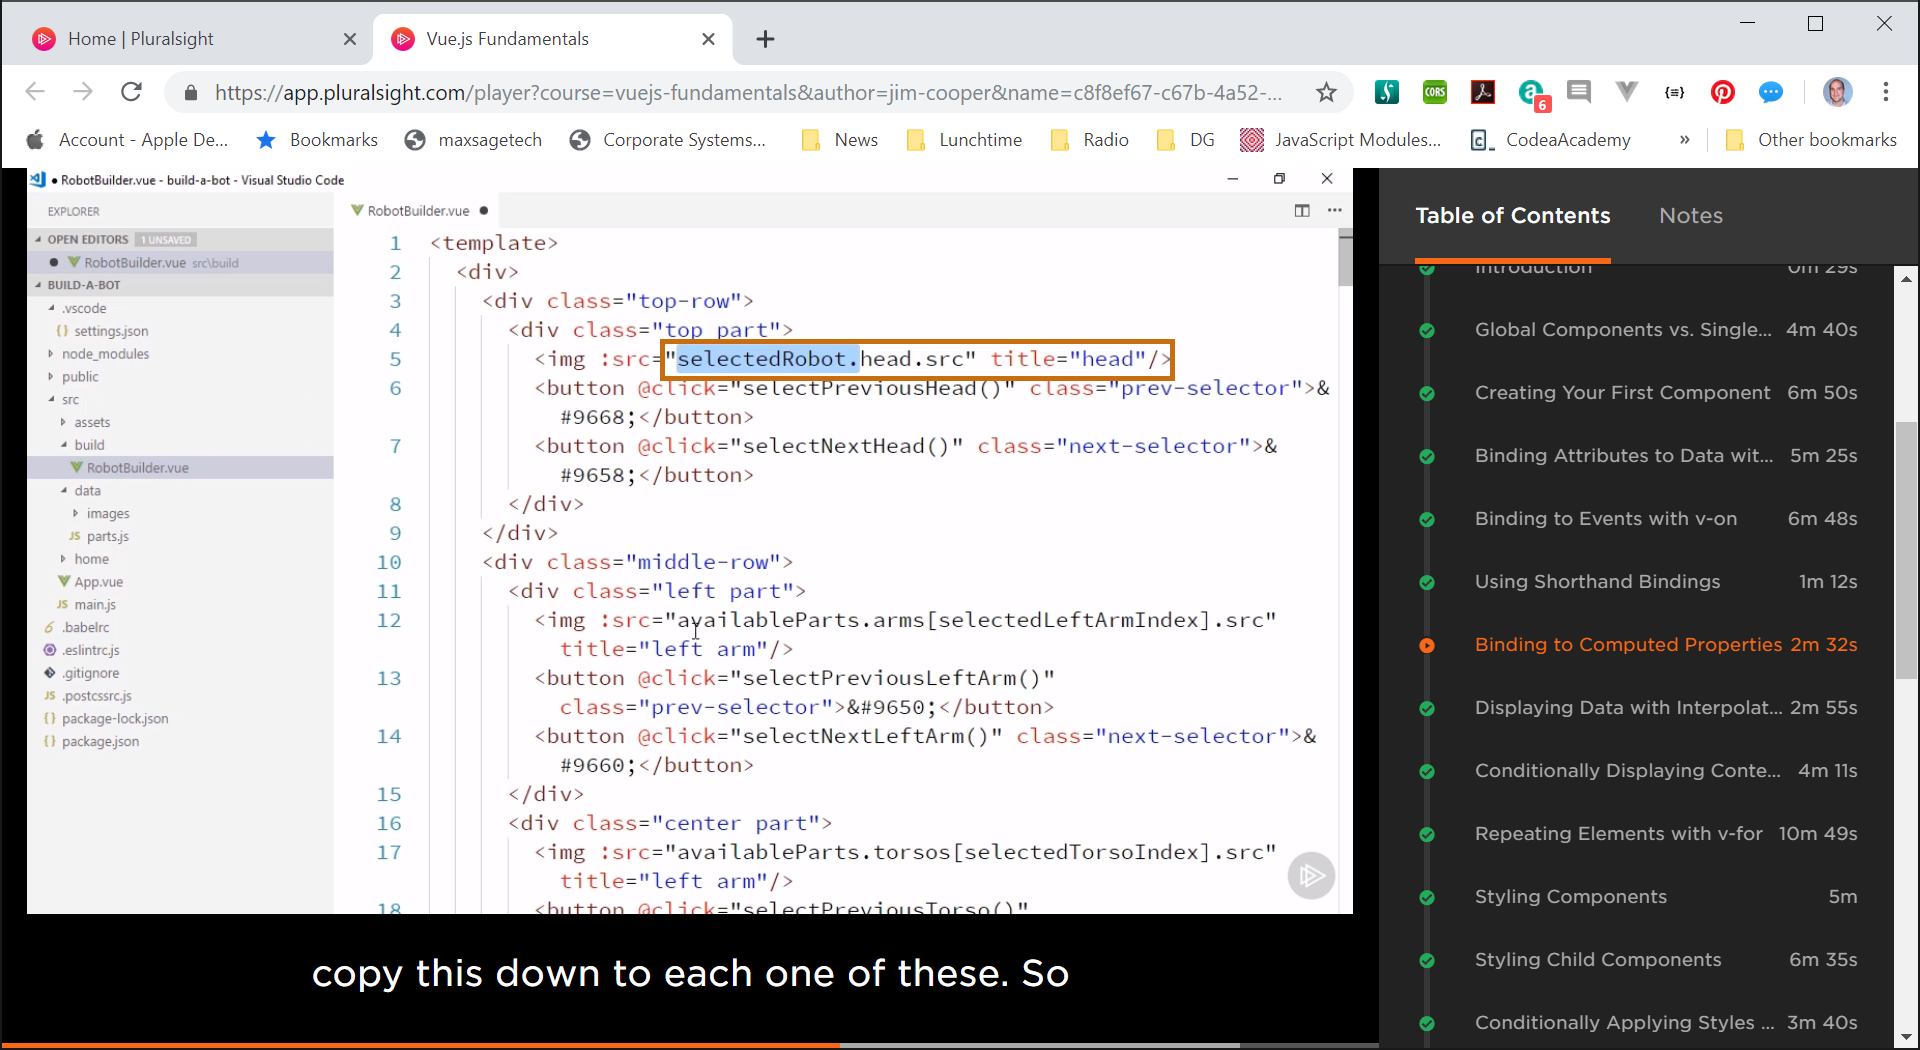 Home | Pluralsight
Vue.js Fundamentals
https://app.pluralsight.com/player?course=vuejs-fundamentals&author=jim-cooper&name=c8f8ef67-c67b-4a52-...
CORS
6
Account - Apple De...
Bookmarks
maxsagetech
Corporate Systems...
News
Lunchtime
Radio
DG
JavaScript Modules...
CodeaAcademy
»
Other bookmarks
● RobotBuilder.vue - build-a-bot - Visual Studio Code
EXPLORER
OPEN EDITORS 1 UNSAVED
RobotBuilder.vue src\build
BUILD-A-BOT
.vscode
{} settings.json
node_modules
public
src
assets
build
RobotBuilder.vue
data
images
JS parts.js
home
App.vue
JS main.js
.babelrc
.eslintrc.js
.gitignore
JS .postcssrc.js
{} package-lock.json
{} package.json
RobotBuilder.vue ●
1 <template>
2 <div>
3 <div class="top-row">
4 <div class="top part">
5 <img :src="selectedRobot.head.src" title="head"/>
6 <button @click="selectPreviousHead()" class="prev-selector">&
#9668;</button>
7 <button @click="selectNextHead()" class="next-selector">&
#9658;</button>
8 </div>
9 </div>
10 <div class="middle-row">
11 <div class="left part">
12 <img :src="availableParts.arms[selectedLeftArmIndex].src"
title="left arm"/>
13 <button @click="selectPreviousLeftArm()"
class="prev-selector">&#9650;</button>
14 <button @click="selectNextLeftArm()" class="next-selector">&
#9660;</button>
15 </div>
16 <div class="center part">
17 <img :src="availableParts.torsos[selectedTorsoIndex].src"
title="left arm"/>
18 <button @click="selectPreviousTorso()"
copy this down to each one of these. So
Table of Contents
Notes
Introduction 0m 29s
Global Components vs. Single... 4m 40s
Creating Your First Component 6m 50s
Binding Attributes to Data wit... 5m 25s
Binding to Events with v-on 6m 48s
Using Shorthand Bindings 1m 12s
Binding to Computed Properties 2m 32s
Displaying Data with Interpolat... 2m 55s
Conditionally Displaying Conte... 4m 11s
Repeating Elements with v-for 10m 49s
Styling Components 5m
Styling Child Components 6m 35s
Conditionally Applying Styles ... 3m 40s